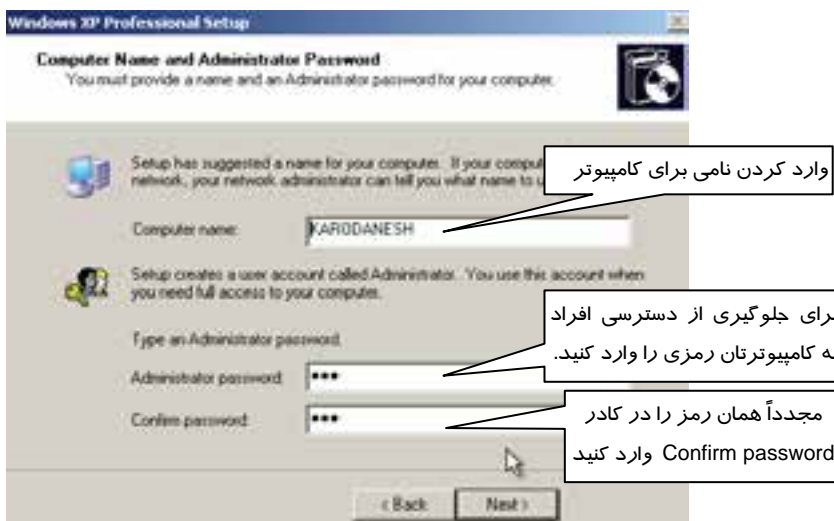 Windows XP Professional Setup
Computer Name and Administrator Password
You must provide a name and an Administrator password for your computer.
Setup has suggested a name for your computer. If your comput
network, your network administrator can tell you what name to u
وارد کردن نامی برای کامپیوتر
Computer name:
KARODANESH
Setup creates a user account called Administrator. You use this account when
you need full access to your computer.
Type an Administrator password.
برای جلوگیری از دسترسی افراد
به کامپیوترتان رمزی را وارد کنید.
Administrator password:
•••
Confirm password:
•••
مجدداً همان رمز را در کادر
Confirm password وارد کنید
< Back
Next >